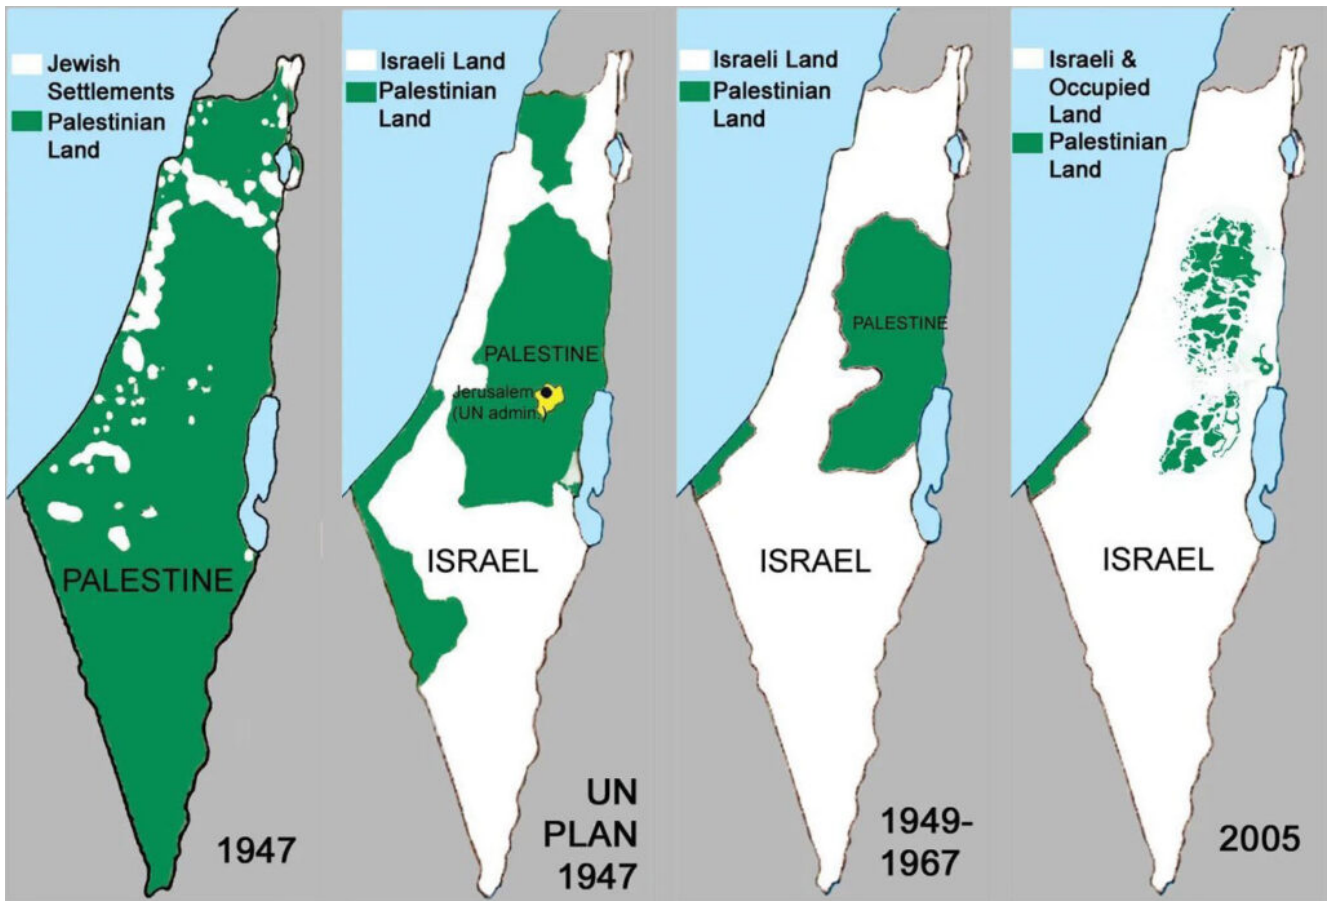 Jewish
Settlements
Palestinian
Land
PALESTINE
1947
Israeli Land
Palestinian
Land
PALESTINE
Jerusalem
(UN admin.)
ISRAEL
UN
PLAN
1947
Israeli Land
Palestinian
Land
PALESTINE
ISRAEL
1949-
1967
Israeli &
Occupied
Land
Palestinian
Land
ISRAEL
2005